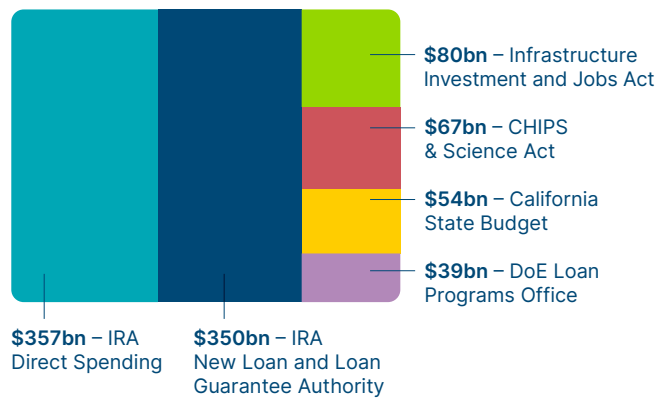 $80bn – Infrastructure
Investment and Jobs Act
$67bn – CHIPS
& Science Act
$54bn – California
State Budget
$39bn – DoE Loan
Programs Office
$357bn – IRA
Direct Spending
$350bn – IRA
New Loan and Loan
Guarantee Authority